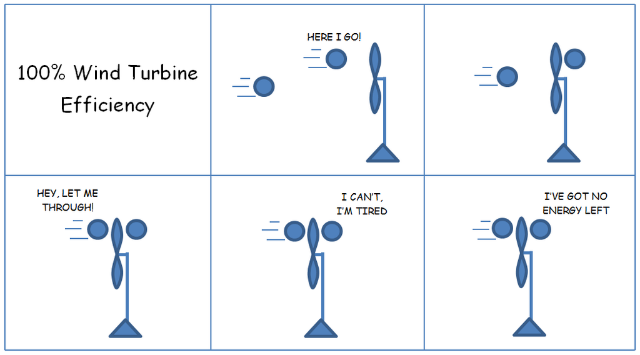 100% Wind Turbine
Efficiency
HERE I GO!
HEY, LET ME
THROUGH!
I CAN'T,
I'M TIRED
I'VE GOT NO
ENERGY LEFT